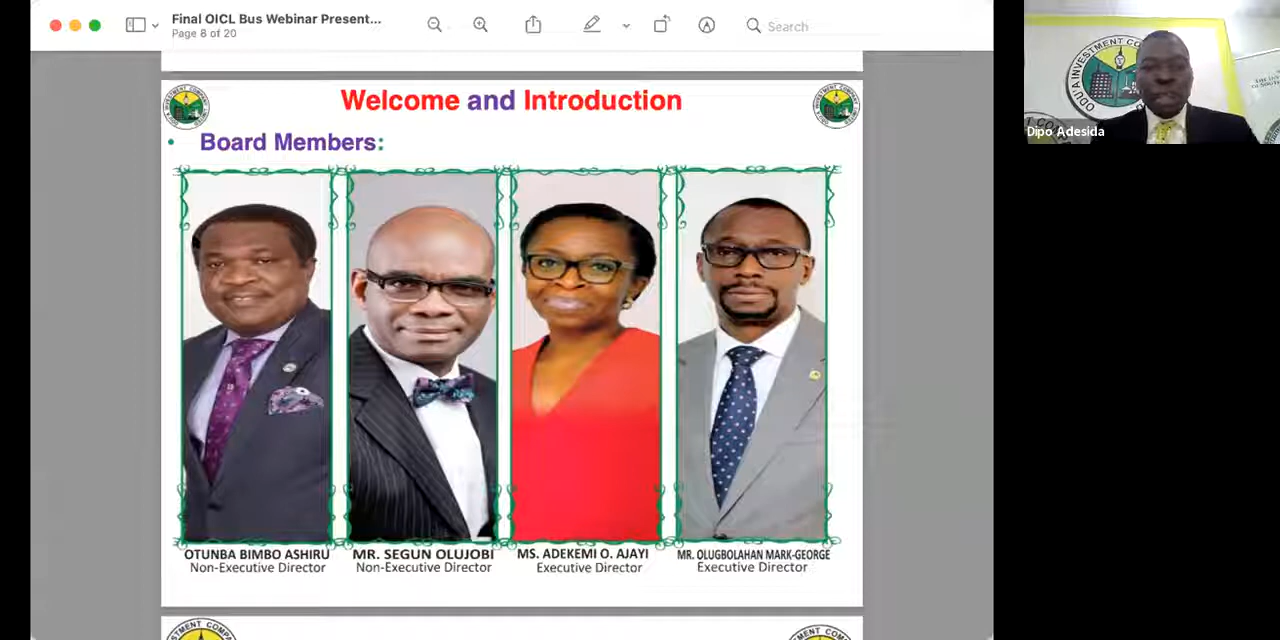 Final OICL Bus Webinar Present...
Page 8 of 20
Search
Welcome and Introduction
• Board Members:
OTUNBA BIMBO ASHIRU
Non-Executive Director
MR. SEGUN OLUJOBI
Non-Executive Director
MS. ADEKEMI O. AJAYI
Executive Director
MR. OLUGBOLAHAN MARK-GEORGE
Executive Director
Dipo Adesida